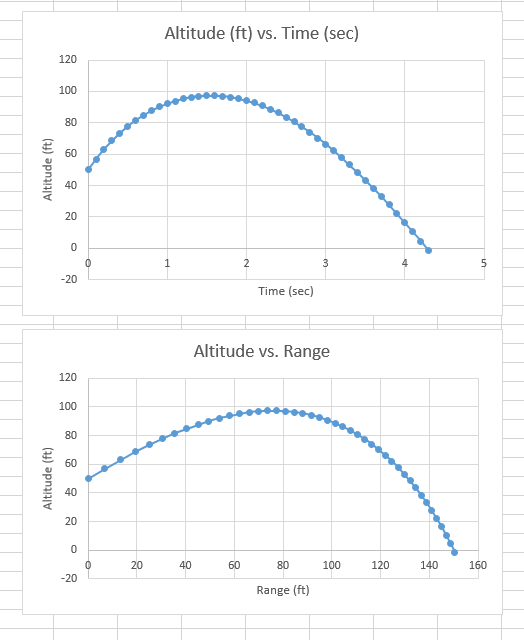 Altitude (ft) vs. Time (sec)
120
100
80
60
40
20
0
-20
Altitude (ft)
0 1 2 3 4 5
Time (sec)
Altitude vs. Range
120
100
80
60
40
20
0
-20
Altitude (ft)
0 20 40 60 80 100 120 140 160
Range (ft)